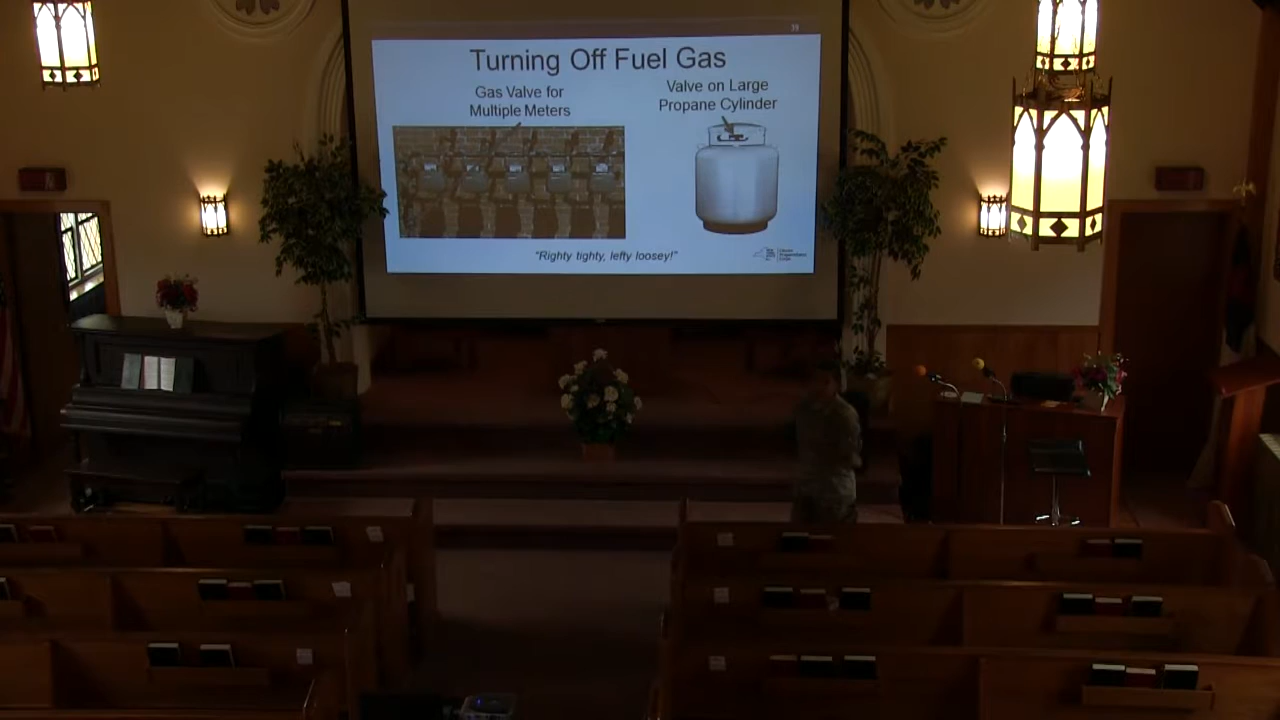 Turning Off Fuel Gas
Gas Valve for
Multiple Meters
Valve on Large
Propane Cylinder
"Righty tighty, lefty loosey!"